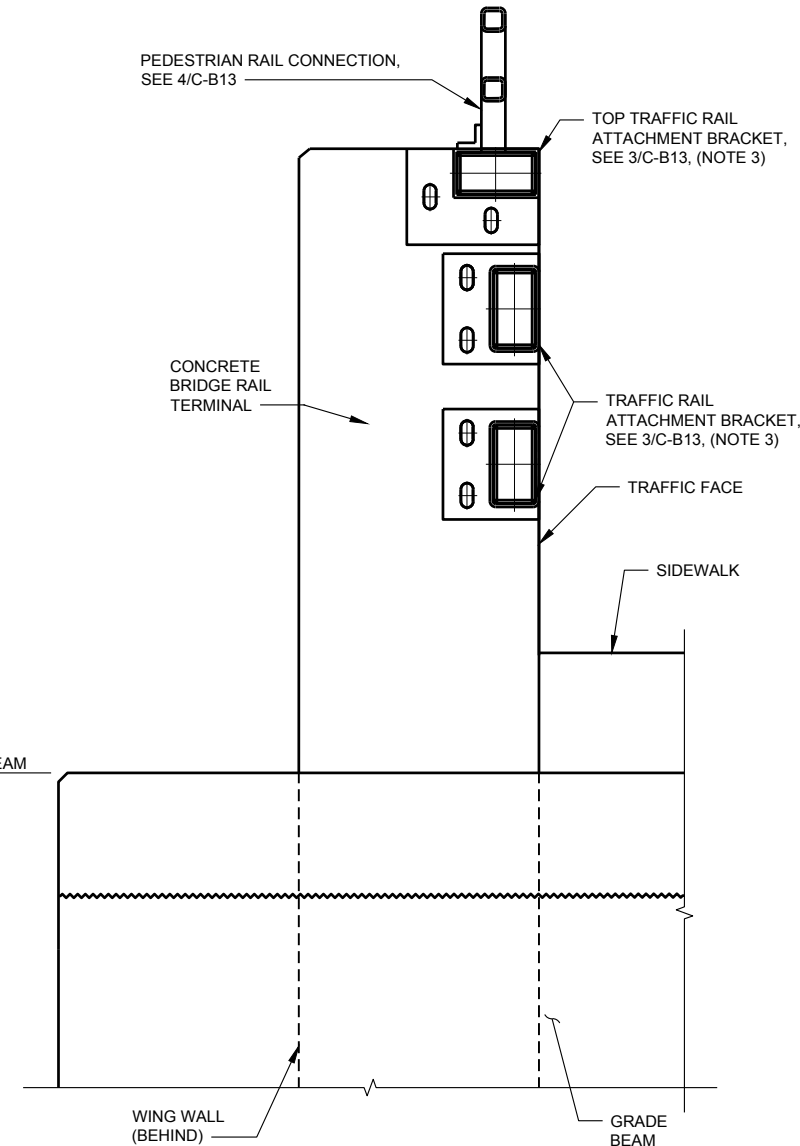 PEDESTRIAN RAIL CONNECTION,
SEE 4/C-B13
TOP TRAFFIC RAIL
ATTACHMENT BRACKET,
SEE 3/C-B13, (NOTE 3)
CONCRETE
BRIDGE RAIL
TERMINAL
TRAFFIC RAIL
ATTACHMENT BRACKET,
SEE 3/C-B13, (NOTE 3)
TRAFFIC FACE
SIDEWALK
WING WALL
(BEHIND)
GRADE
BEAM